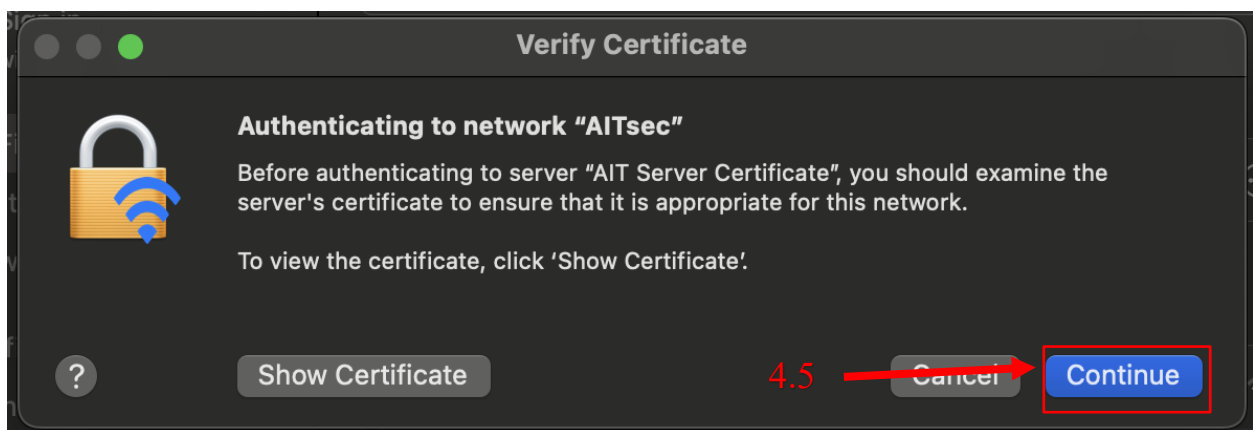 Verify Certificate
Authenticating to network “AITsec”
Before authenticating to server “AIT Server Certificate”, you should examine the
server's certificate to ensure that it is appropriate for this network.
To view the certificate, click ‘Show Certificate’.
?
Show Certificate
4.5
Cancel
Continue